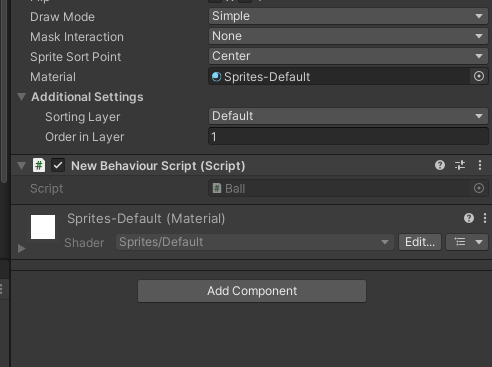 Draw Mode Simple
Mask Interaction None
Sprite Sort Point Center
Material Sprites-Default
Additional Settings
Sorting Layer Default
Order in Layer 1
# New Behaviour Script (Script)
Script # Ball
Sprites-Default (Material)
Shader Sprites/Default Edit...
Add Component